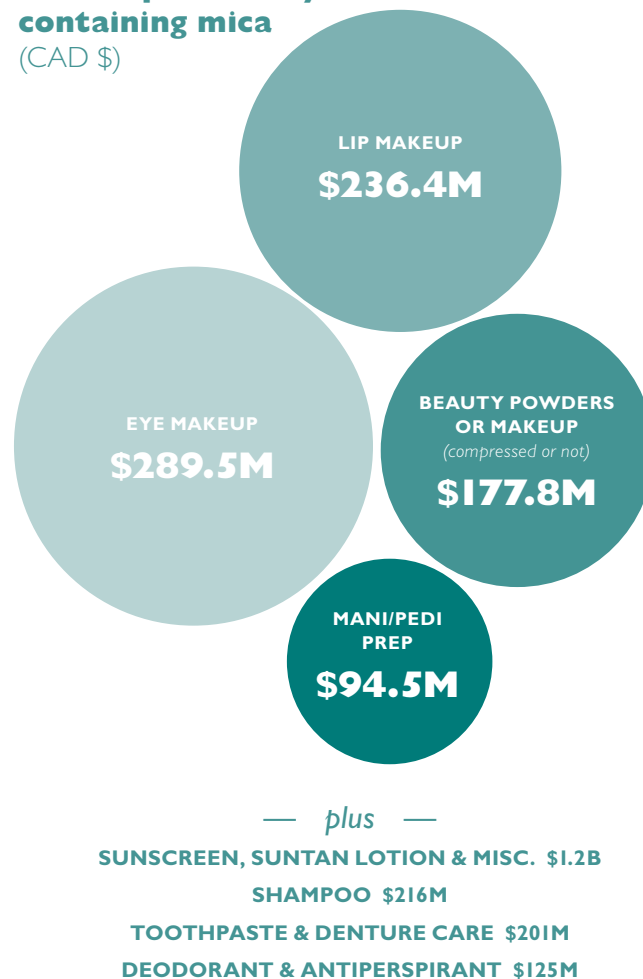 containing mica
(CAD $)
LIP MAKEUP
$236.4M
EYE MAKEUP
$289.5M
BEAUTY POWDERS
OR MAKEUP
(compressed or not)
$177.8M
MANI/PEDI
PREP
$94.5M
— plus —
SUNSCREEN, SUNTAN LOTION & MISC. $1.2B
SHAMPOO $216M
TOOTHPASTE & DENTURE CARE $201M
DEODORANT & ANTIPERSPIRANT $125M